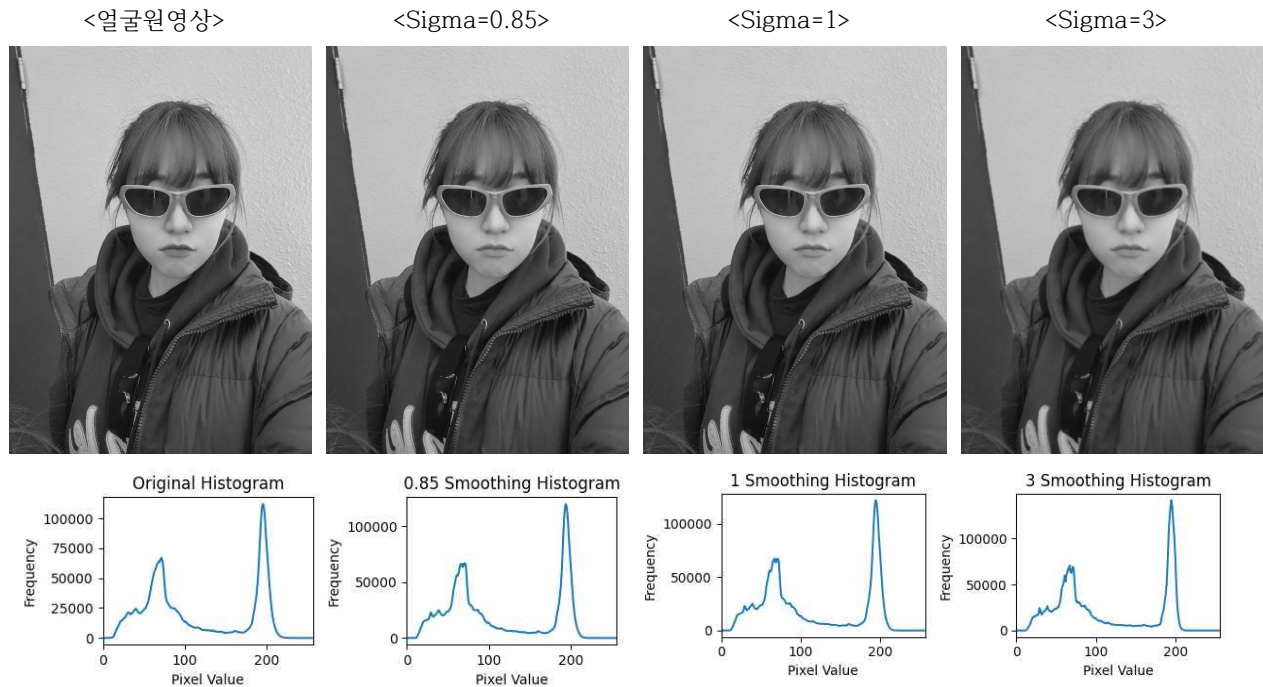 <얼굴원영상>
<Sigma=0.85>
<Sigma=1>
<Sigma=3>
Original Histogram
Frequency
100000
75000
50000
25000
0
0 100 200
Pixel Value
0.85 Smoothing Histogram
Frequency
100000
50000
0
0 100 200
Pixel Value
1 Smoothing Histogram
Frequency
100000
50000
0
0 100 200
Pixel Value
3 Smoothing Histogram
Frequency
100000
50000
0
0 100 200
Pixel Value